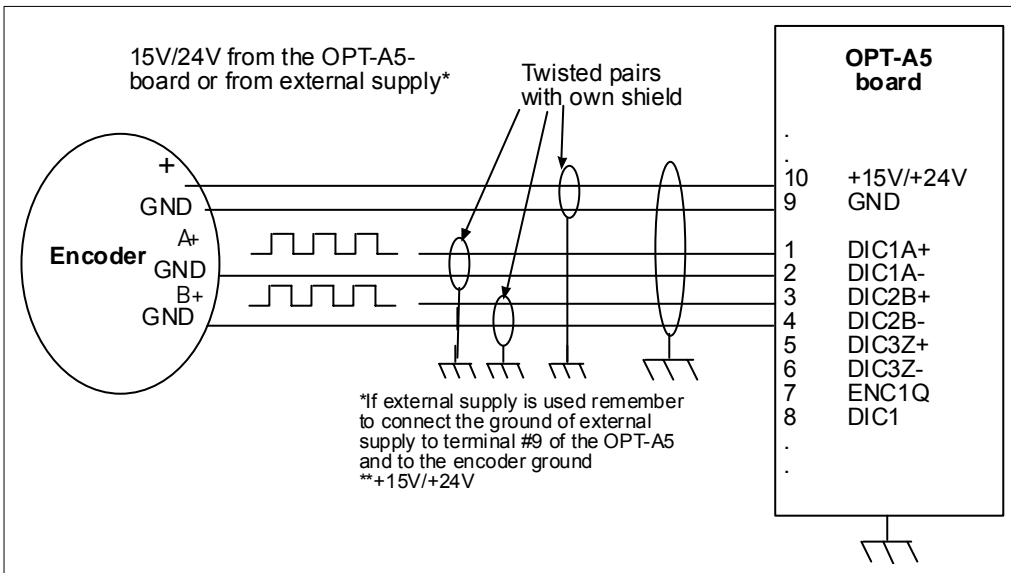 15V/24V from the OPT-A5-
board or from external supply*
Twisted pairs
with own shield
OPT-A5
board
.
.
10 +15V/+24V
9 GND
1 DIC1A+
2 DIC1A-
3 DIC2B+
4 DIC2B-
5 DIC3Z+
6 DIC3Z-
7 ENC1Q
8 DIC1
.
.
Encoder
+
GND
A+
GND
B+
GND
*If external supply is used remember
to connect the ground of external
supply to terminal #9 of the OPT-A5
and to the encoder ground
**+15V/+24V